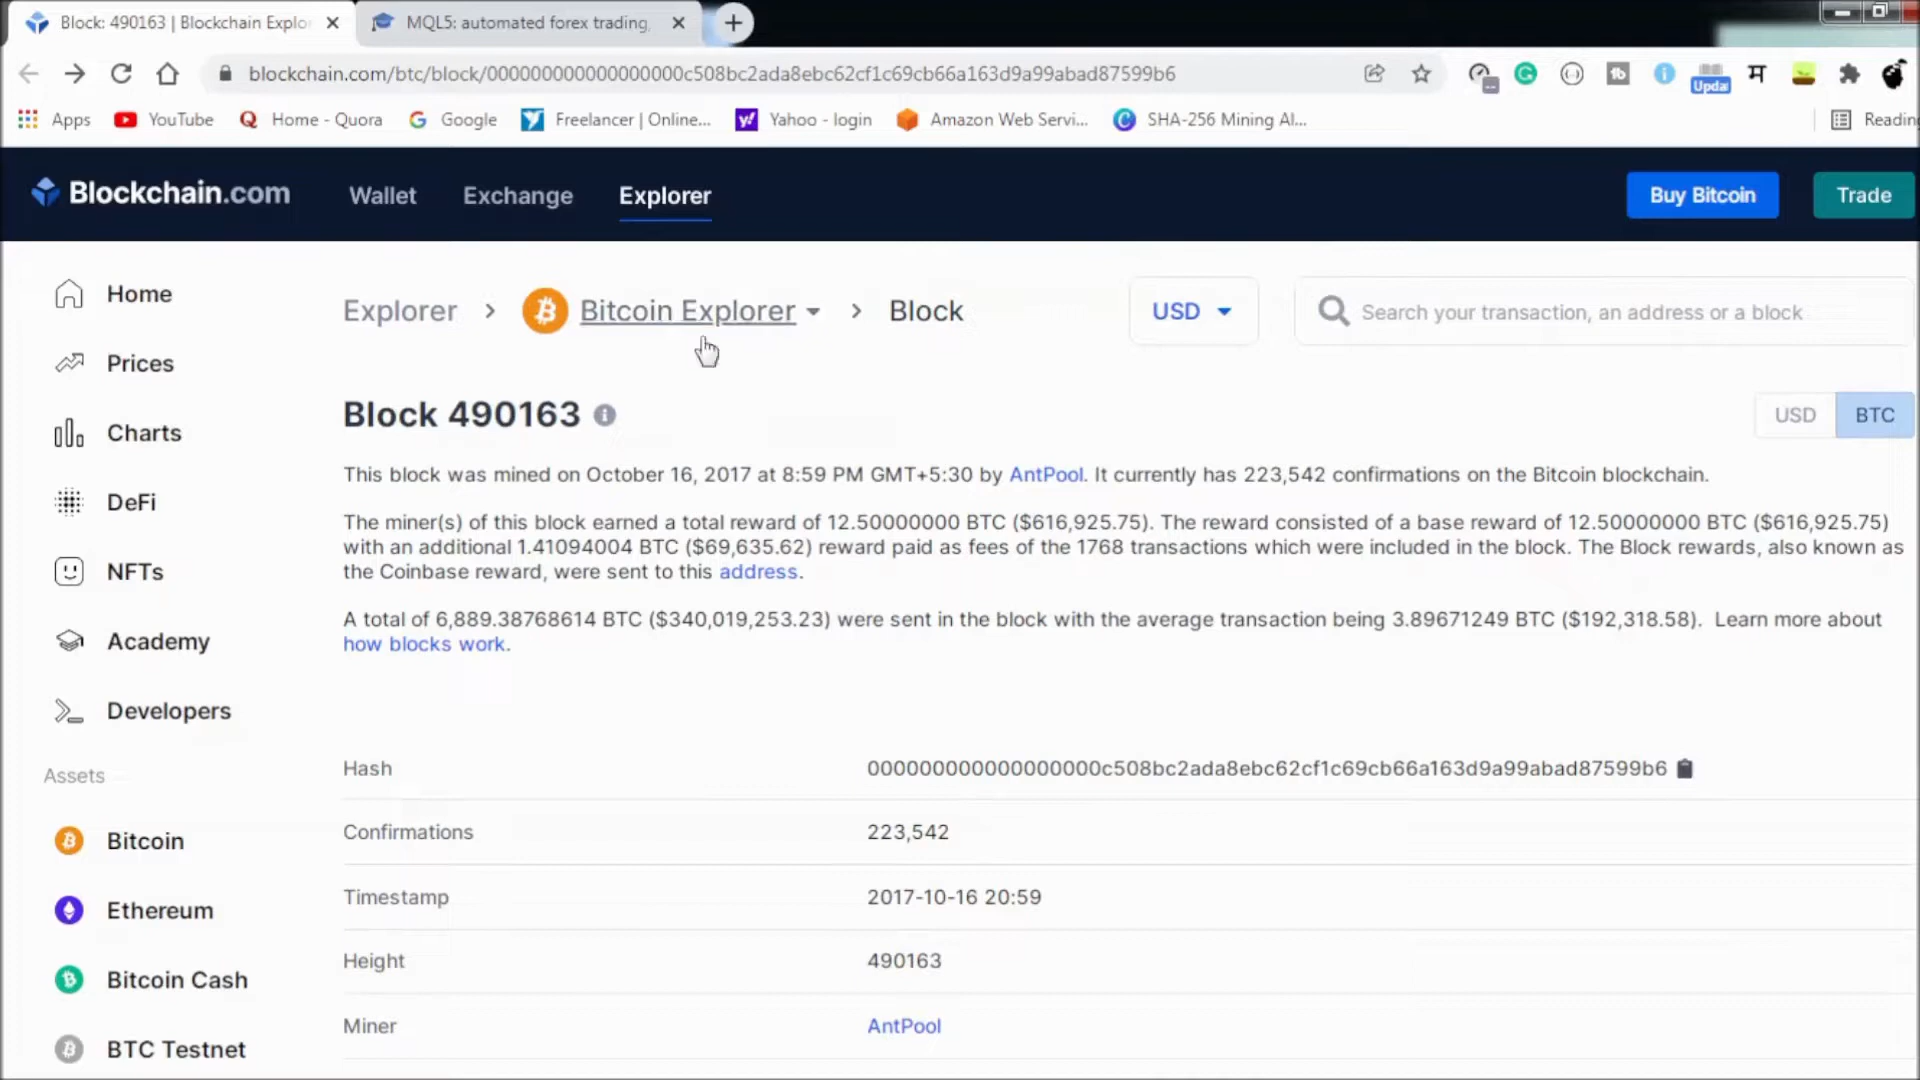 Block: 490163 | Blockchain Explo
MQL5: automated forex trading,
blockchain.com/btc/block/0000000000000000000c508bc2ada8ebc62cf1c69cb66a163d9a99abad87599b6
Updat
म
Apps
YouTube
Home - Quora
Google
Freelancer | Online...
Yahoo - login
Amazon Web Servi...
SHA-256 Mining Al...
Reading
Blockchain.com
Wallet
Exchange
Explorer
Buy Bitcoin
Trade
Home
Prices
Charts
DeFi
NFTs
Academy
Developers
Assets
Bitcoin
Ethereum
Bitcoin Cash
BTC Testnet
Explorer > Bitcoin Explorer > Block
USD
Search your transaction, an address or a block
Block 490163
USD
BTC
This block was mined on October 16, 2017 at 8:59 PM GMT+5:30 by AntPool. It currently has 223,542 confirmations on the Bitcoin blockchain.
The miner(s) of this block earned a total reward of 12.50000000 BTC ($616,925.75). The reward consisted of a base reward of 12.50000000 BTC ($616,925.75)
with an additional 1.41094004 BTC ($69,635.62) reward paid as fees of the 1768 transactions which were included in the block. The Block rewards, also known as
the Coinbase reward, were sent to this address.
A total of 6,889.38768614 BTC ($340,019,253.23) were sent in the block with the average transaction being 3.89671249 BTC ($192,318.58). Learn more about
how blocks work.
Hash 0000000000000000000c508bc2ada8ebc62cf1c69cb66a163d9a99abad87599b6
Confirmations 223,542
Timestamp 2017-10-16 20:59
Height 490163
Miner AntPool